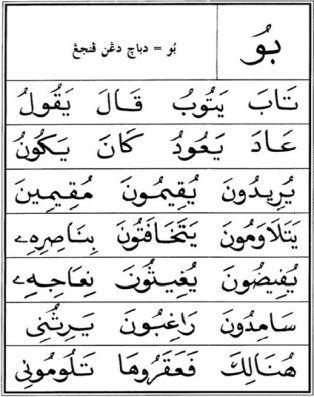 بُو
بُو = دباچ دڠن ڤنجڠ
تَابَ يَتُوبُ قَالَ يَقُولُ
عَادَ يَعُودُ كَانَ يَكُونُ
يُرِيدُونَ يُقِيمُونَ مُقِيمِينَ
يَتَلَاوَمُونَ يَتَخَافَتُونَ بِنَاصِرِهِۦ
يُفِيضُونَ يُغِيثُونَ نِعَاجِهِۦ
سَامِدُونَ رَاغِبُونَ يَرِثُنِى
هُنَالِكَ فَعَقَرُوهَا تَلُومُونِى